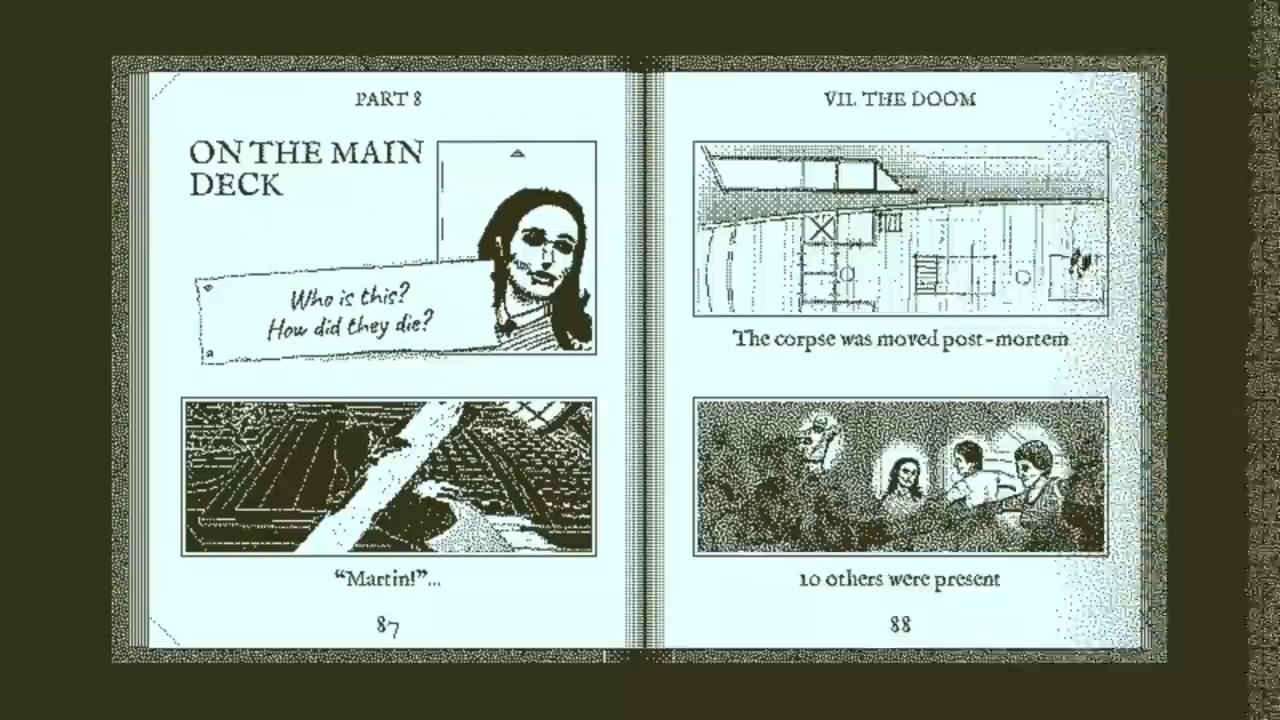 PART 8
ON THE MAIN
DECK
Who is this?
How did they die?
“Martin!”...
87
VII. THE DOOM
The corpse was moved post-mortem
10 others were present
88